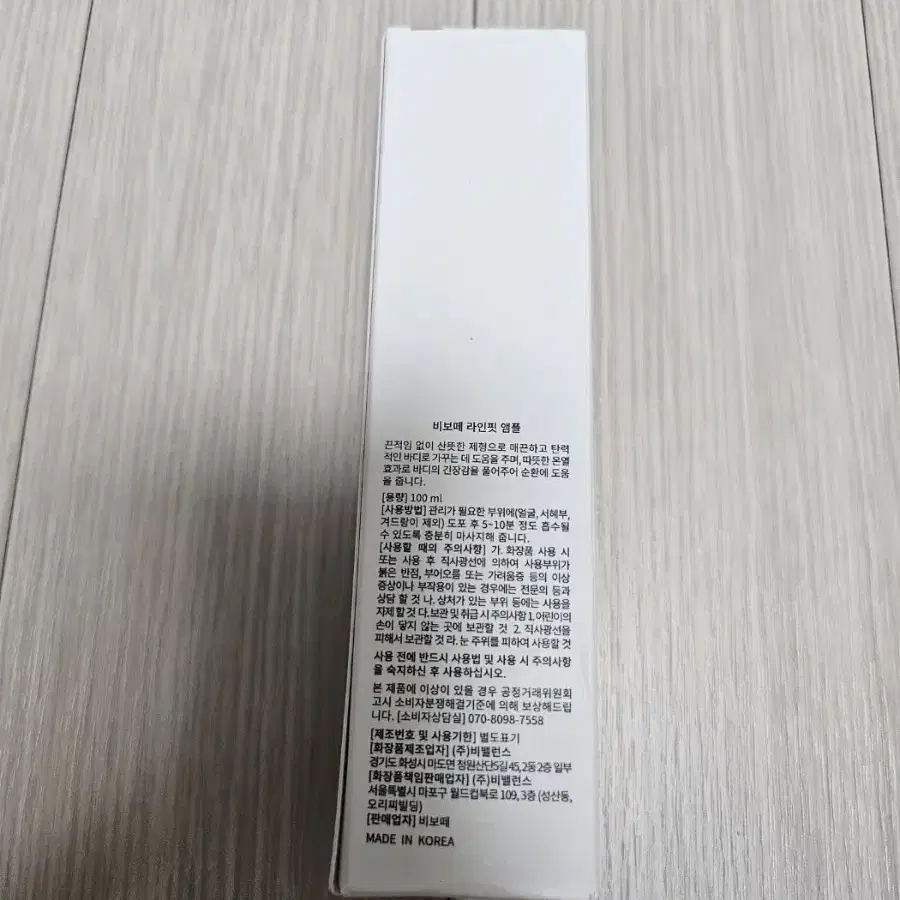 비보떼 라인핏 앰플
끈적임 없이 산뜻한 제형으로 매끈하고 탄력
적인 바디로 가꾸는 데 도움을 주며, 따뜻한 온열
효과로 바디의 긴장감을 풀어주어 순환에 도움
을 줍니다.
[용량] 100 ml
[사용방법] 관리가 필요한 부위에(얼굴, 서혜부,
겨드랑이 제외) 도포 후 5~10분 정도 흡수될
수 있도록 충분히 마사지해 줍니다.
[사용할 때의 주의사항] 가. 화장품 사용 시
또는 사용 후 직사광선에 의하여 사용부위가
붉은 반점, 부어오름 또는 가려움증 등의 이상
증상이나 부작용이 있는 경우에는 전문의 등과
상담 할 것 나. 상처가 있는 부위 등에는 사용을
자제 할 것 다. 보관 및 취급 시 주의사항 1. 어린이의
손이 닿지 않는 곳에 보관할 것 2. 직사광선을
피해서 보관할 것 라. 눈 주위를 피하여 사용할 것
사용 전에 반드시 사용법 및 사용 시 주의사항
을 숙지하신 후 사용하십시오.
본 제품에 이상이 있을 경우 공정거래위원회
고시 소비자분쟁해결기준에 의해 보상해드립
니다. [소비자상담실] 070-8098-7558
[제조번호 및 사용기한] 별도표기
[화장품제조업자] (주)비밸런스
경기도 화성시 마도면 청원산단5길 45, 2동 2층 일부
[화장품책임판매업자] (주)비밸런스
서울특별시 마포구 월드컵북로 109, 3층 (성산동,
오리피빌딩)
[판매업자] 비보떼
MADE IN KOREA